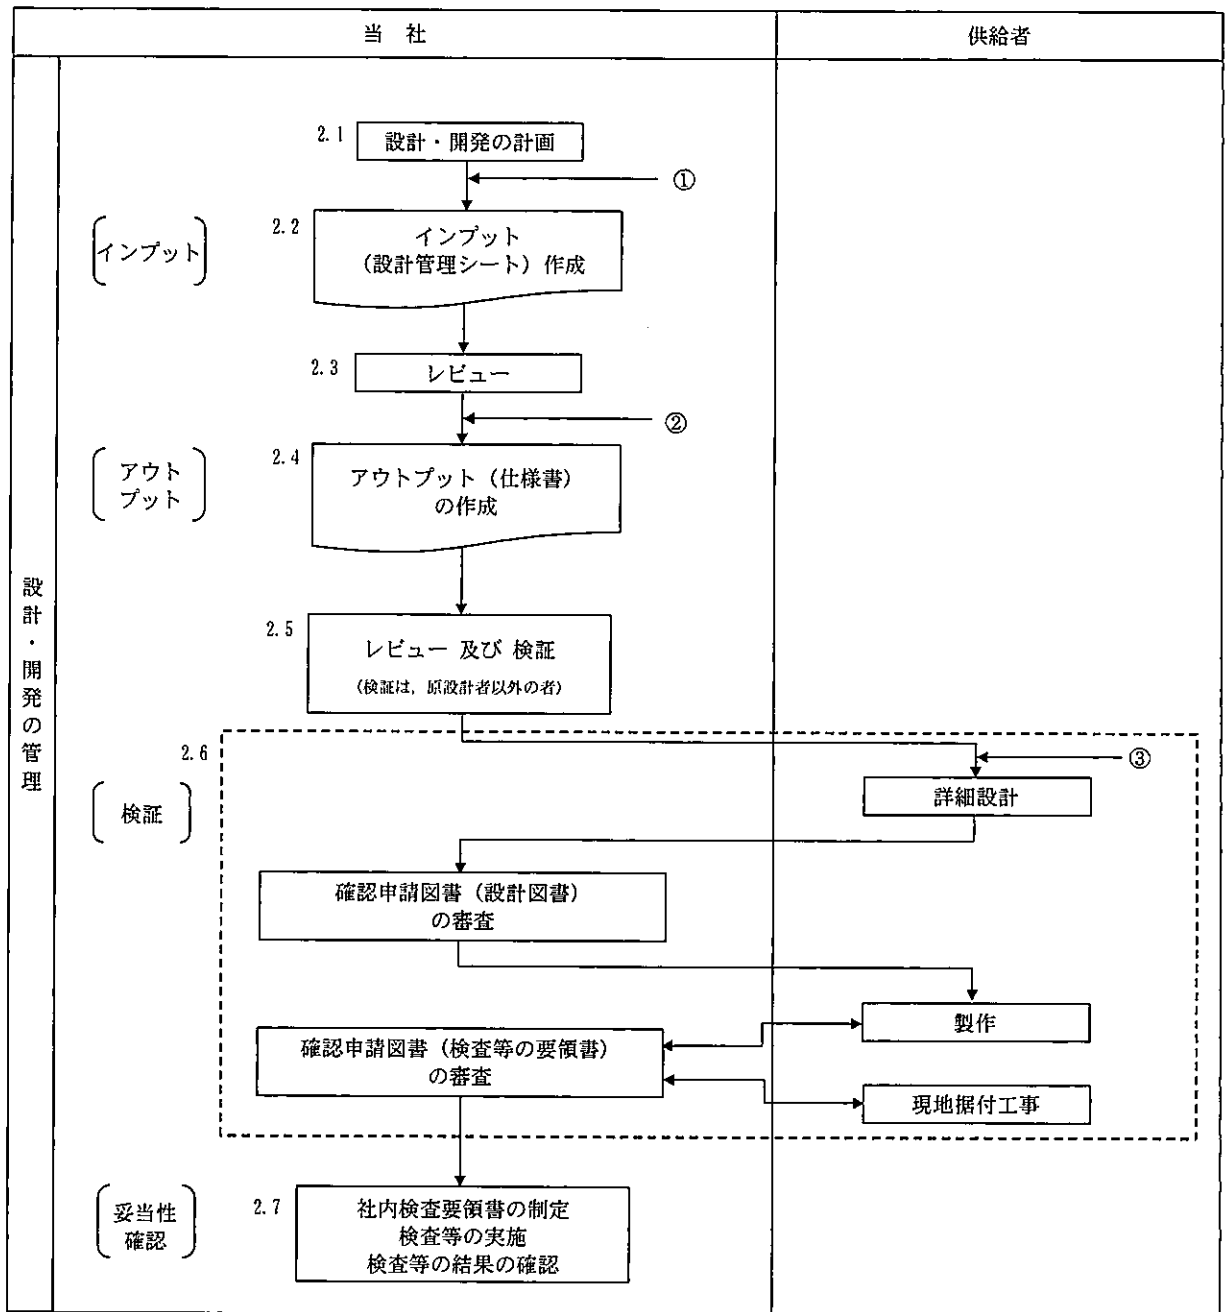 当 社
供給者
設計・開発の管理
2.1
設計・開発の計画
①
〔インプット〕
2.2
インプット
(設計管理シート)作成
2.3
レビュー
②
アウト
プット
2.4
アウトプット(仕様書)
の作成
2.5
レビュー 及び 検証
(検証は,原設計者以外の者)
2.6
③
詳細設計
〔検証〕
確認申請図書(設計図書)
の審査
製作
確認申請図書(検査等の要領書)
の審査
現地据付工事
妥当性
確認
2.7
社内検査要領書の制定
検査等の実施
検査等の結果の確認